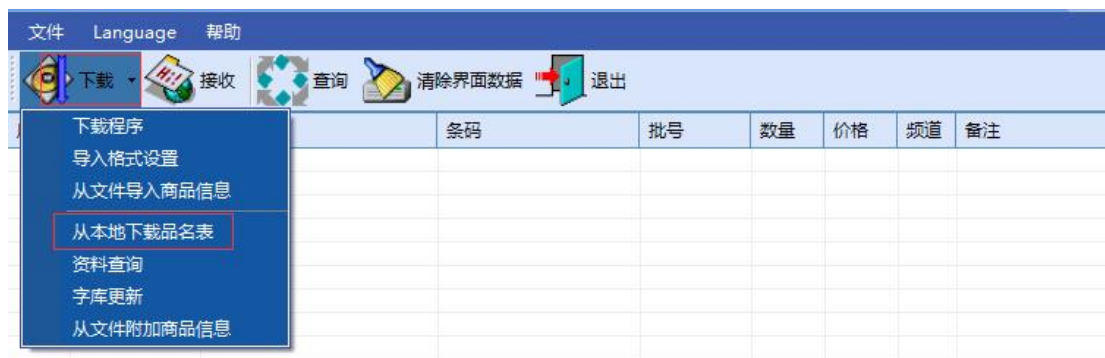 文件 Language 帮助
下载 接收 查询 清除界面数据 退出
条码 批号 数量 价格 频道 备注
下载程序
导入格式设置
从文件导入商品信息
从本地下载品名表
资料查询
字库更新
从文件附加商品信息